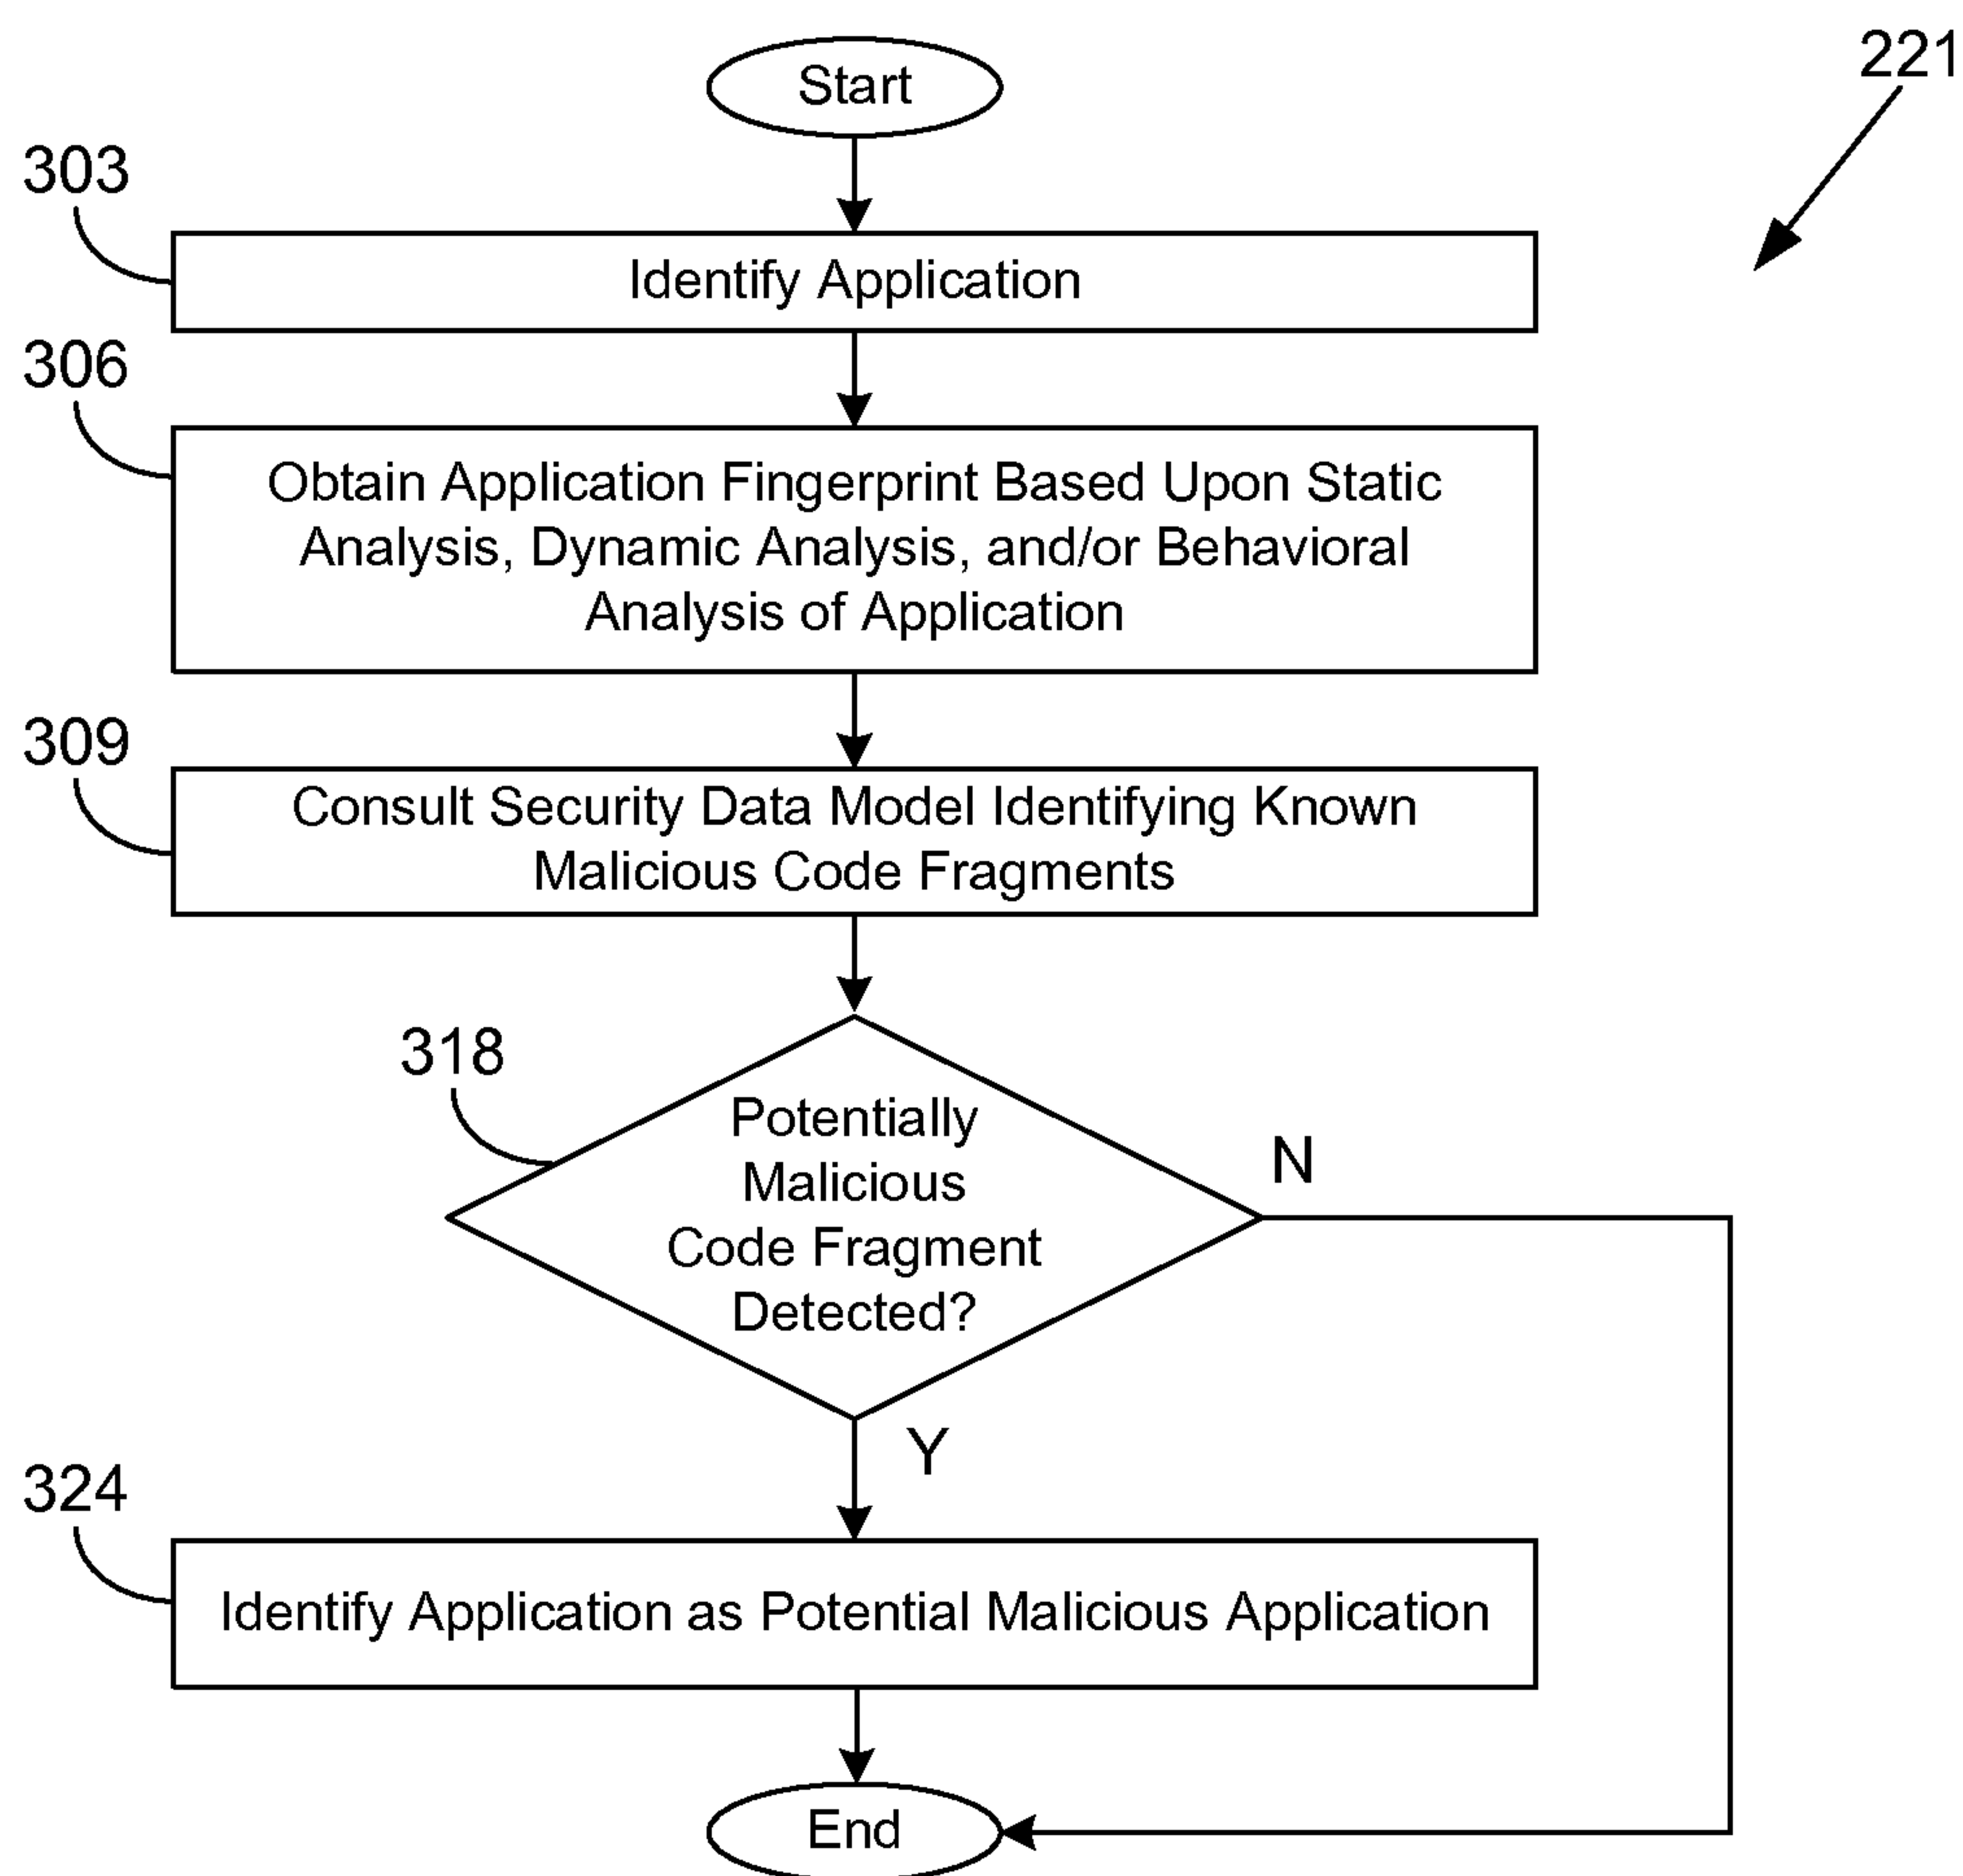 Start
221
303
Identify Application
306
Obtain Application Fingerprint Based Upon Static
Analysis, Dynamic Analysis, and/or Behavioral
Analysis of Application
309
Consult Security Data Model Identifying Known
Malicious Code Fragments
318
Potentially
Malicious
Code Fragment
Detected?
N
Y
324
Identify Application as Potential Malicious Application
End